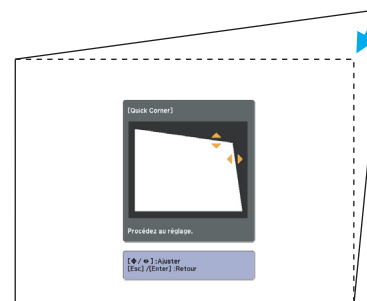 [Quick Corner]
Procédez au réglage.
[ / ] :Ajuster
[Esc] /[Enter] :Retour